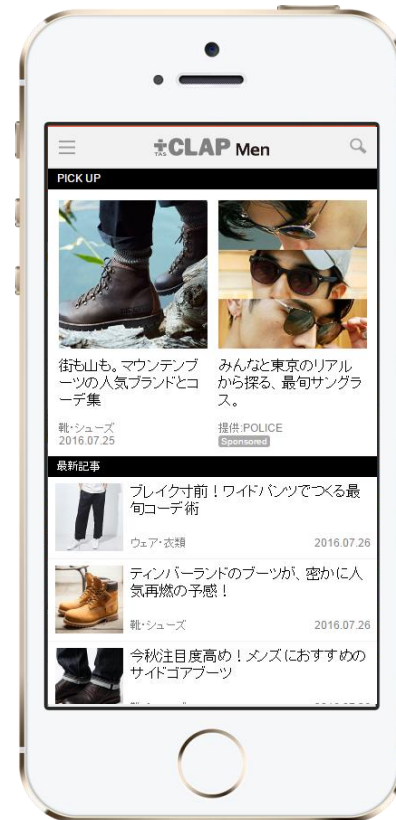 TASCLAP Men
PICK UP
街も山も。マウンテンブ
ーツの人気ブランドとコ
ーデ集
靴・シューズ
2016.07.25
みんなと東京のリアル
から探る、最旬サングラ
ス。
提供:POLICE
Sponsored
最新記事
ブレイク寸前！ワイドパンツでつくる最
旬コーデ術
ウェア・衣類 2016.07.26
ティンバーランドのブーツが、密かに人
気再燃の予感！
靴・シューズ 2016.07.26
今秋注目度高め！メンズにおすすめの
サイドゴアブーツ